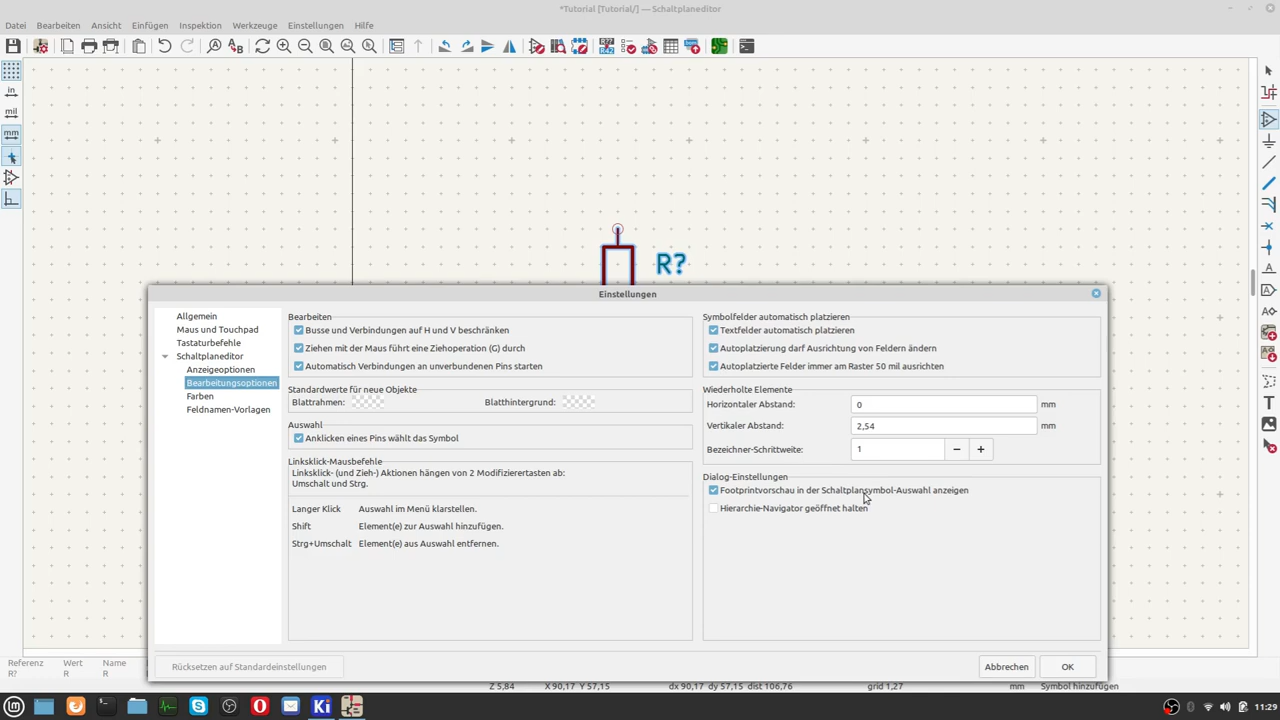 *Tutorial [Tutorial/] — Schaltplaneditor
Datei Bearbeiten Ansicht Einfügen Inspektion Werkzeuge Einstellungen Hilfe
in
mil
mm
R?
Einstellungen
Allgemein
Maus und Touchpad
Tastaturbefehle
Schaltplaneditor
Anzeigeoptionen
Bearbeitungsoptionen
Farben
Feldnamen-Vorlagen
Bearbeiten
Busse und Verbindungen auf H und V beschränken
Ziehen mit der Maus führt eine Ziehoperation (G) durch
Automatisch Verbindungen an unverbundenen Pins starten
Standardwerte für neue Objekte
Blattrahmen: Blatthintergrund:
Auswahl
Anklicken eines Pins wählt das Symbol
Linksklick-Mausbefehle
Linksklick- (und Zieh-) Aktionen hängen von 2 Modifizierertasten ab:
Umschalt und Strg.
Langer Klick Auswahl im Menü klarstellen.
Shift Element(e) zur Auswahl hinzufügen.
Strg+Umschalt Element(e) aus Auswahl entfernen.
Symbolfelder automatisch platzieren
Textfelder automatisch platzieren
Autoplatzierung darf Ausrichtung von Feldern ändern
Autoplatzierte Felder immer am Raster 50 mil ausrichten
Wiederholte Elemente
Horizontaler Abstand: 0 mm
Vertikaler Abstand: 2,54 mm
Bezeichner-Schrittweite: 1 − +
Dialog-Einstellungen
Footprintvorschau in der Schaltplansymbol-Auswahl anzeigen
Hierarchie-Navigator geöffnet halten
Rücksetzen auf Standardeinstellungen Abbrechen OK
Referenz Wert Name
R? R R
Z 5,84 X 90,17 Y 57,15 dx 90,17 dy 57,15 dist 106,76 grid 1,27 mm Symbol hinzufügen
Ki 11:29